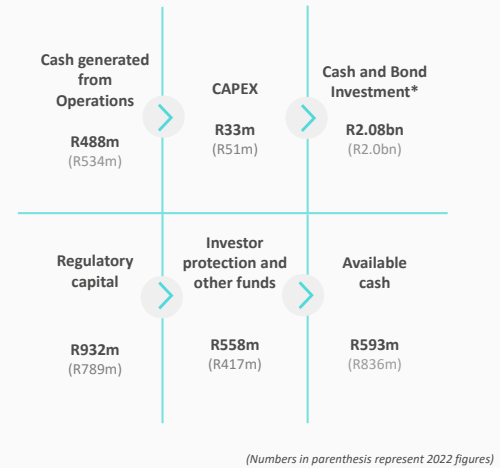 Cash generated
from
Operations
R488m
(R534m)
CAPEX
R33m
(R51m)
Cash and Bond
Investment*
R2.08bn
(R2.0bn)
Regulatory
capital
R932m
(R789m)
Investor
protection and
other funds
R558m
(R417m)
Available
cash
R593m
(R836m)
(Numbers in parenthesis represent 2022 figures)